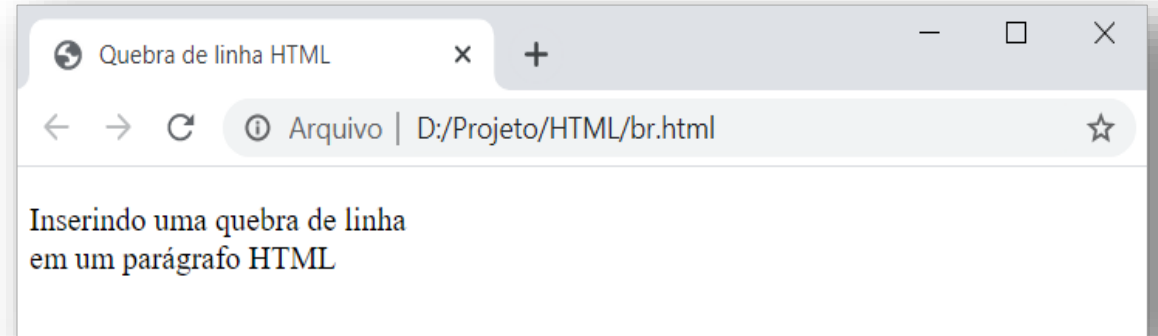 Quebra de linha HTML
Arquivo | D:/Projeto/HTML/br.html
Inserindo uma quebra de linha
em um parágrafo HTML